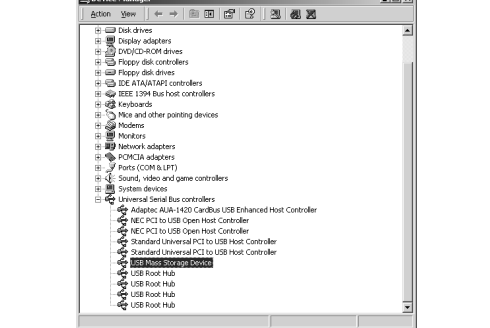 Device Manager
Action View
Disk drives
Display adapters
DVD/CD-ROM drives
Floppy disk controllers
Floppy disk drives
IDE ATA/ATAPI controllers
IEEE 1394 Bus host controllers
Keyboards
Mice and other pointing devices
Modems
Monitors
Network adapters
PCMCIA adapters
Ports (COM & LPT)
Sound, video and game controllers
System devices
Universal Serial Bus controllers
Adaptec AUA-1420 CardBus USB Enhanced Host Controller
NEC PCI to USB Open Host Controller
NEC PCI to USB Open Host Controller
Standard Universal PCI to USB Host Controller
Standard Universal PCI to USB Host Controller
USB Mass Storage Device
USB Root Hub
USB Root Hub
USB Root Hub
USB Root Hub